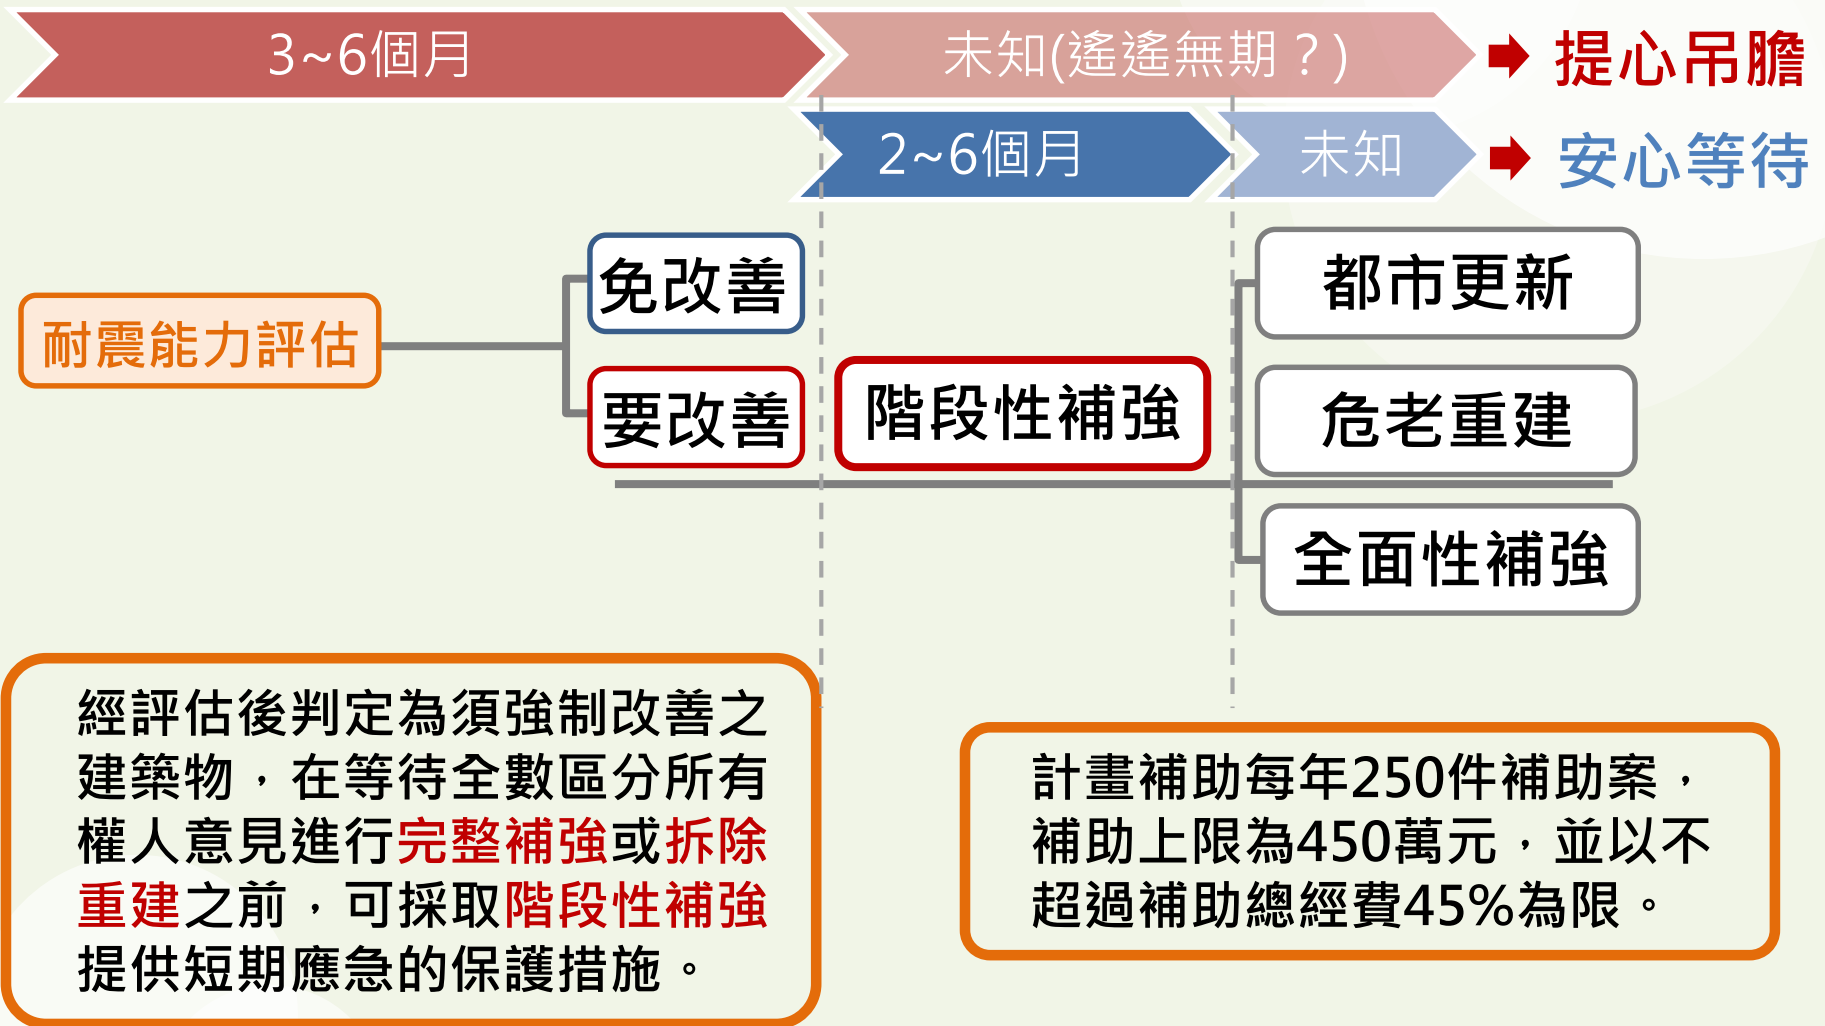 3~6個月
未知(遙遙無期？)
提心吊膽
2~6個月
未知
安心等待
耐震能力評估
免改善
要改善
階段性補強
都市更新
危老重建
全面性補強
經評估後判定為須強制改善之
建築物，在等待全數區分所有
權人意見進行完整補強或拆除
重建之前，可採取階段性補強
提供短期應急的保護措施。
計畫補助每年250件補助案，
補助上限為450萬元，並以不
超過補助總經費45%為限。